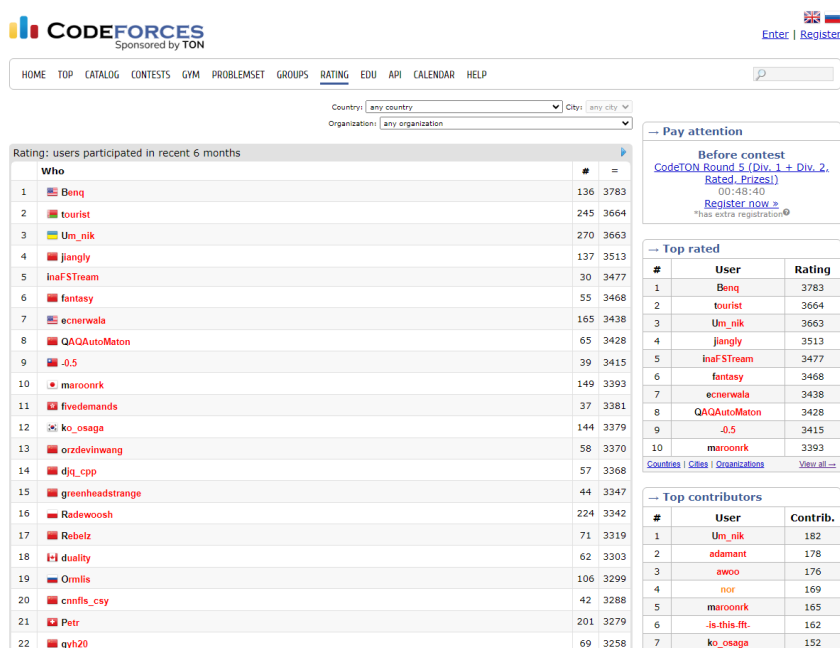 CODEFORCES
Sponsored by TON
Enter | Register
HOME TOP CATALOG CONTESTS GYM PROBLEMSET GROUPS RATING EDU API CALENDAR HELP
Country: any country City: any city
Organization: any organization
Rating: users participated in recent 6 months
Who # =
1 Benq 136 3783
2 tourist 245 3664
3 Um_nik 270 3663
4 jiangly 137 3513
5 inaFSTream 30 3477
6 fantasy 55 3468
7 ecnerwala 165 3438
8 QAQAutoMaton 65 3428
9 -0.5 39 3415
10 maroonrk 149 3393
11 fivedemands 37 3381
12 ko_osaga 144 3379
13 orzdevinwang 58 3370
14 djq_cpp 57 3368
15 greenheadstrange 44 3347
16 Radewoosh 224 3342
17 Rebelz 71 3319
18 duality 62 3303
19 Ormlis 106 3299
20 cnnfls_csy 42 3288
21 Petr 201 3279
22 gyh20 69 3258
→ Pay attention
Before contest
CodeTON Round 5 (Div. 1 + Div. 2,
Rated, Prizes!)
00:48:40
Register now »
*has extra registration
→ Top rated
# User Rating
1 Benq 3783
2 tourist 3664
3 Um_nik 3663
4 jiangly 3513
5 inaFSTream 3477
6 fantasy 3468
7 ecnerwala 3438
8 QAQAutoMaton 3428
9 -0.5 3415
10 maroonrk 3393
Countries | Cities | Organizations View all →
→ Top contributors
# User Contrib.
1 Um_nik 182
2 adamant 178
3 awoo 176
4 nor 169
5 maroonrk 165
6 -is-this-fft- 162
7 ko_osaga 152